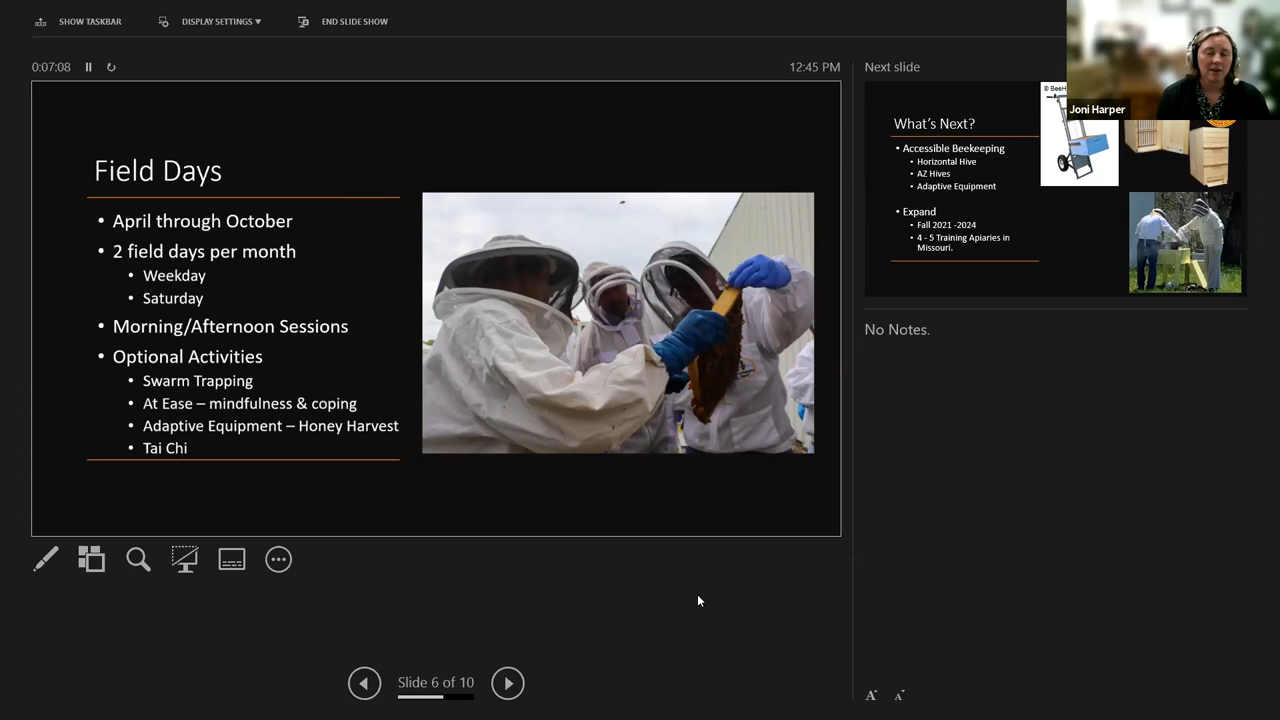 SHOW TASKBAR
DISPLAY SETTINGS
END SLIDE SHOW
0:07:08
12:45 PM
Field Days
• April through October
• 2 field days per month
• Weekday
• Saturday
• Morning/Afternoon Sessions
• Optional Activities
• Swarm Trapping
• At Ease – mindfulness & coping
• Adaptive Equipment – Honey Harvest
• Tai Chi
Slide 6 of 10
Next slide
Joni Harper
What's Next?
• Accessible Beekeeping
• Horizontal Hive
• AZ Hives
• Adaptive Equipment
• Expand
• Fall 2021 -2024
• 4 - 5 Training Apiaries in
Missouri.
No Notes.
A
A